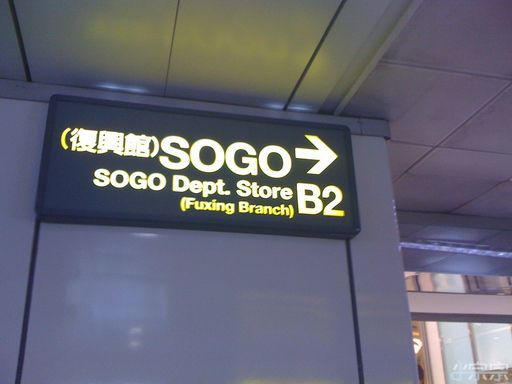 (復興館)SOGO→
SOGO Dept. Store B2
(Fuxing Branch)